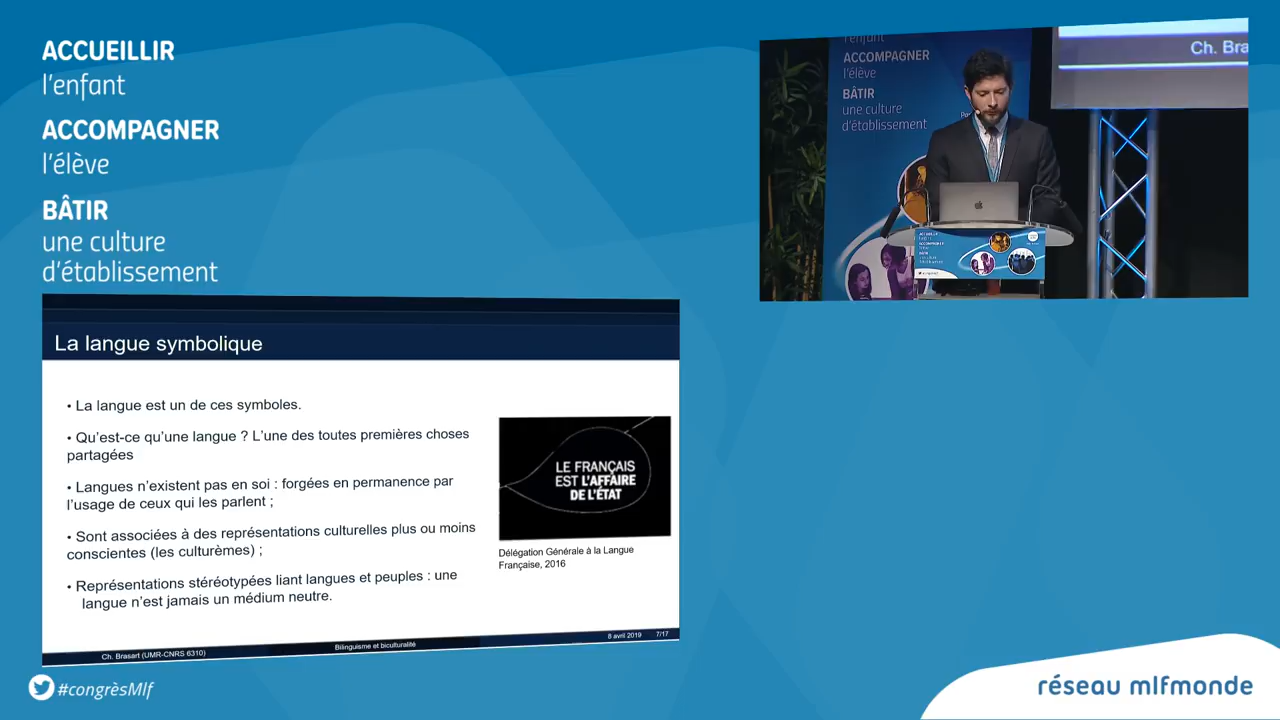 ACCUEILLIR
l'enfant
ACCOMPAGNER
l'élève
BÂTIR
une culture
d'établissement
l'enfant
ACCOMPAGNER
l'élève
BÂTIR
une culture
d'établissement
Ch. Bra
La langue symbolique
• La langue est un de ces symboles.
• Qu'est-ce qu'une langue ? L'une des toutes premières choses
partagées
• Langues n'existent pas en soi : forgées en permanence par
l'usage de ceux qui les parlent ;
• Sont associées à des représentations culturelles plus ou moins
conscientes (les culturèmes) ;
• Représentations stéréotypées liant langues et peuples : une
langue n'est jamais un médium neutre.
LE FRANÇAIS
EST L'AFFAIRE
DE L'ÉTAT
Délégation Générale à la Langue
Française, 2016
Ch. Brasart (UMR-CNRS 6310)
Bilinguisme et biculturalité
8 avril 2019 7/17
#congrèsMlf
réseau mlfmonde